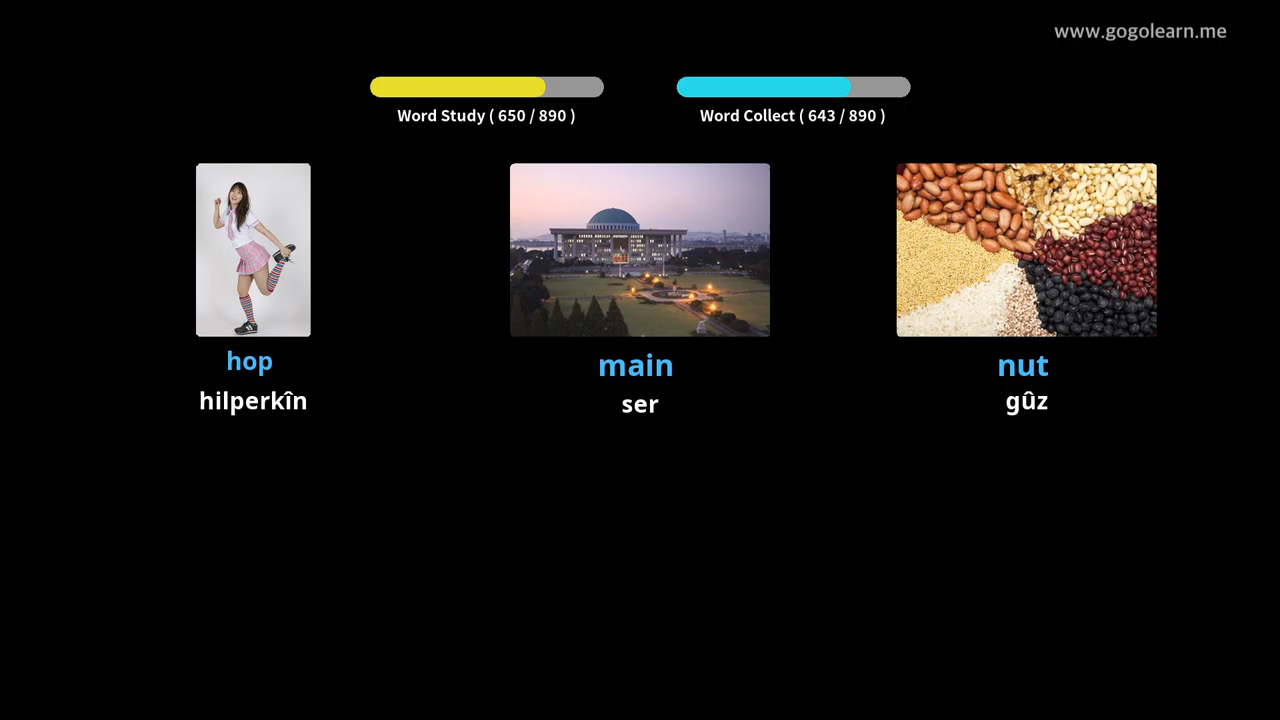 www.gogolearn.me
Word Study ( 650 / 890 )
Word Collect ( 643 / 890 )
hop
hilperkîn
main
ser
nut
gûz